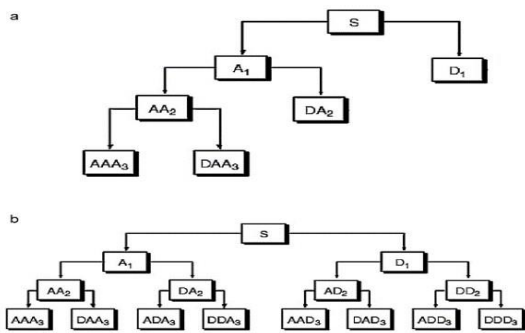 a
S
A₁ D₁
AA₂ DA₂
AAA₃ DAA₃
b
S
A₁ D₁
AA₂ DA₂ AD₂ DD₂
AAA₃ DAA₃ ADA₃ DDA₃ AAD₃ DAD₃ ADD₃ DDD₃